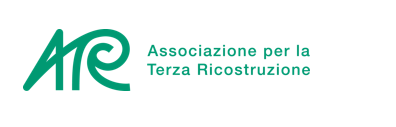 ATR
Associazione per la
Terza Ricostruzione